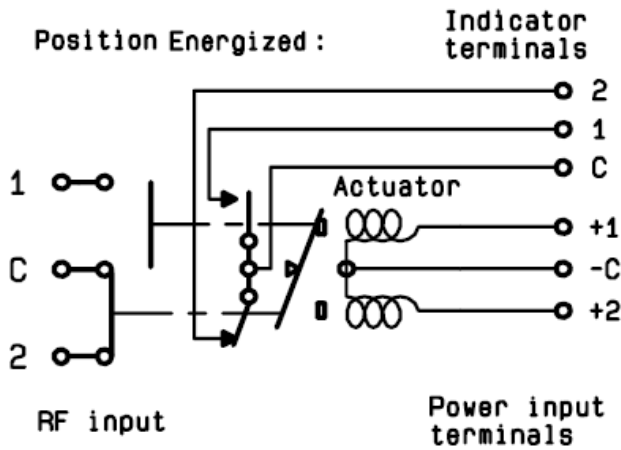 Position Energized :
Indicator
terminals
2
1
C
Actuator
+1
-C
+2
1
C
2
RF input
Power input
terminals